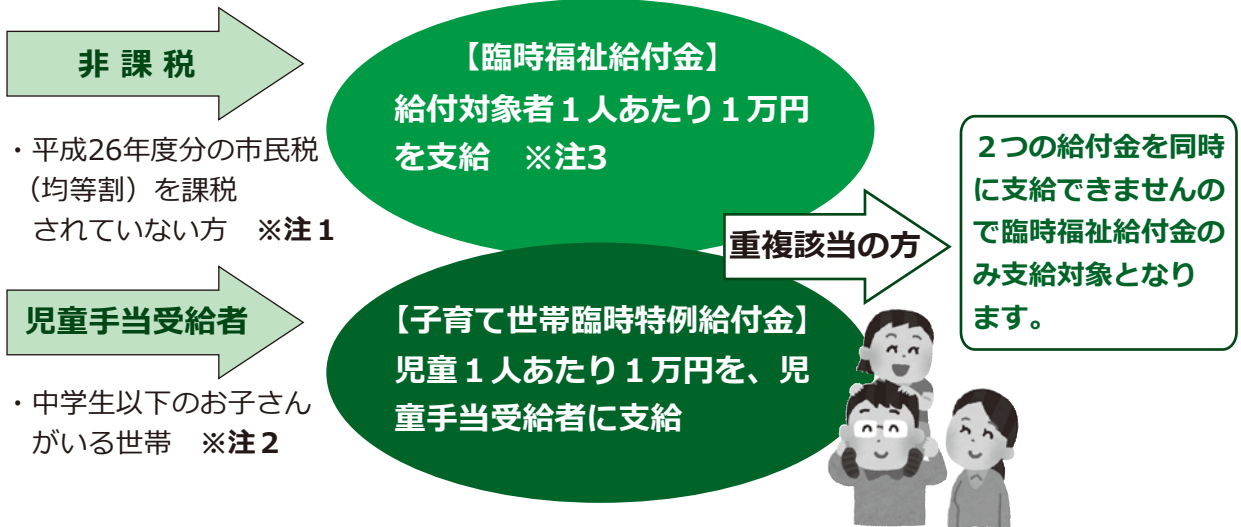 非課税
・平成26年度分の市民税
（均等割）を課税
されていない方　※注１
【臨時福祉給付金】
給付対象者１人あたり１万円
を支給　※注3
児童手当受給者
・中学生以下のお子さん
がいる世帯　※注２
【子育て世帯臨時特例給付金】
児童１人あたり１万円を、児
童手当受給者に支給
重複該当の方
２つの給付金を同時
に支給できませんの
で臨時福祉給付金の
み支給対象となり
ます。